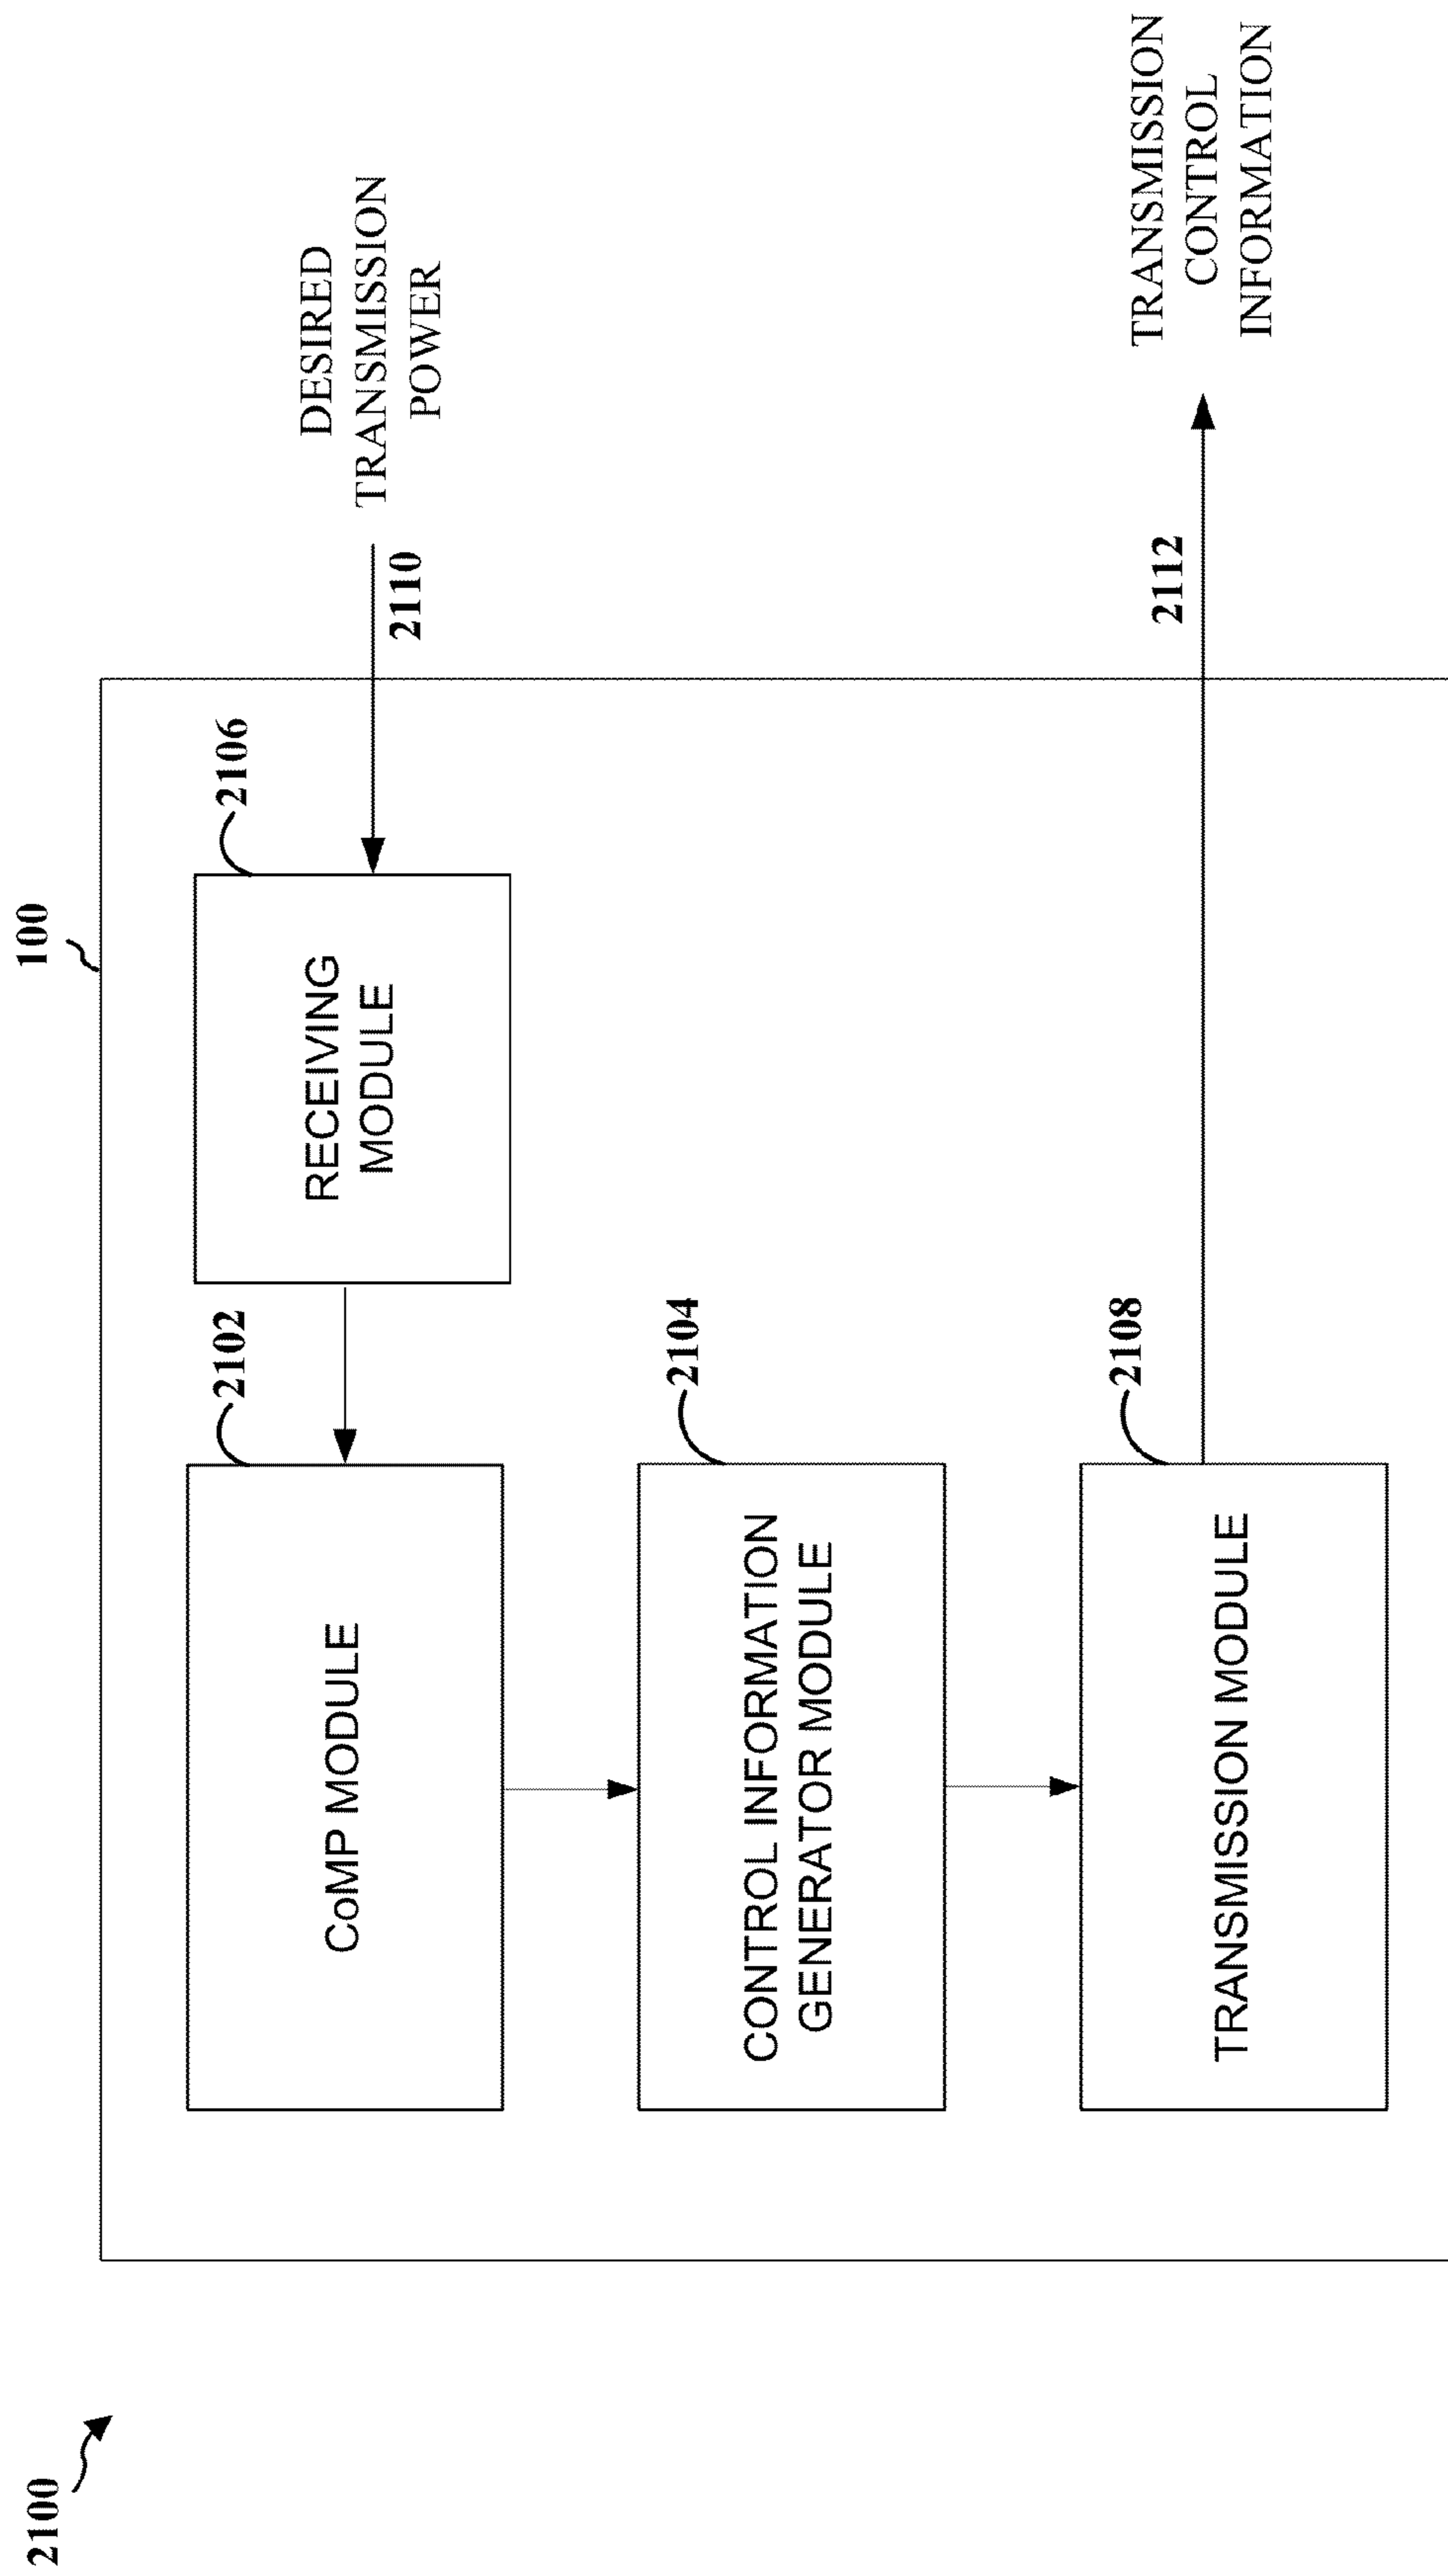 2100
100
2102
CoMP MODULE
2106
RECEIVING
MODULE
2110
DESIRED
TRANSMISSION
POWER
2104
CONTROL INFORMATION
GENERATOR MODULE
2108
TRANSMISSION MODULE
2112
TRANSMISSION
CONTROL
INFORMATION